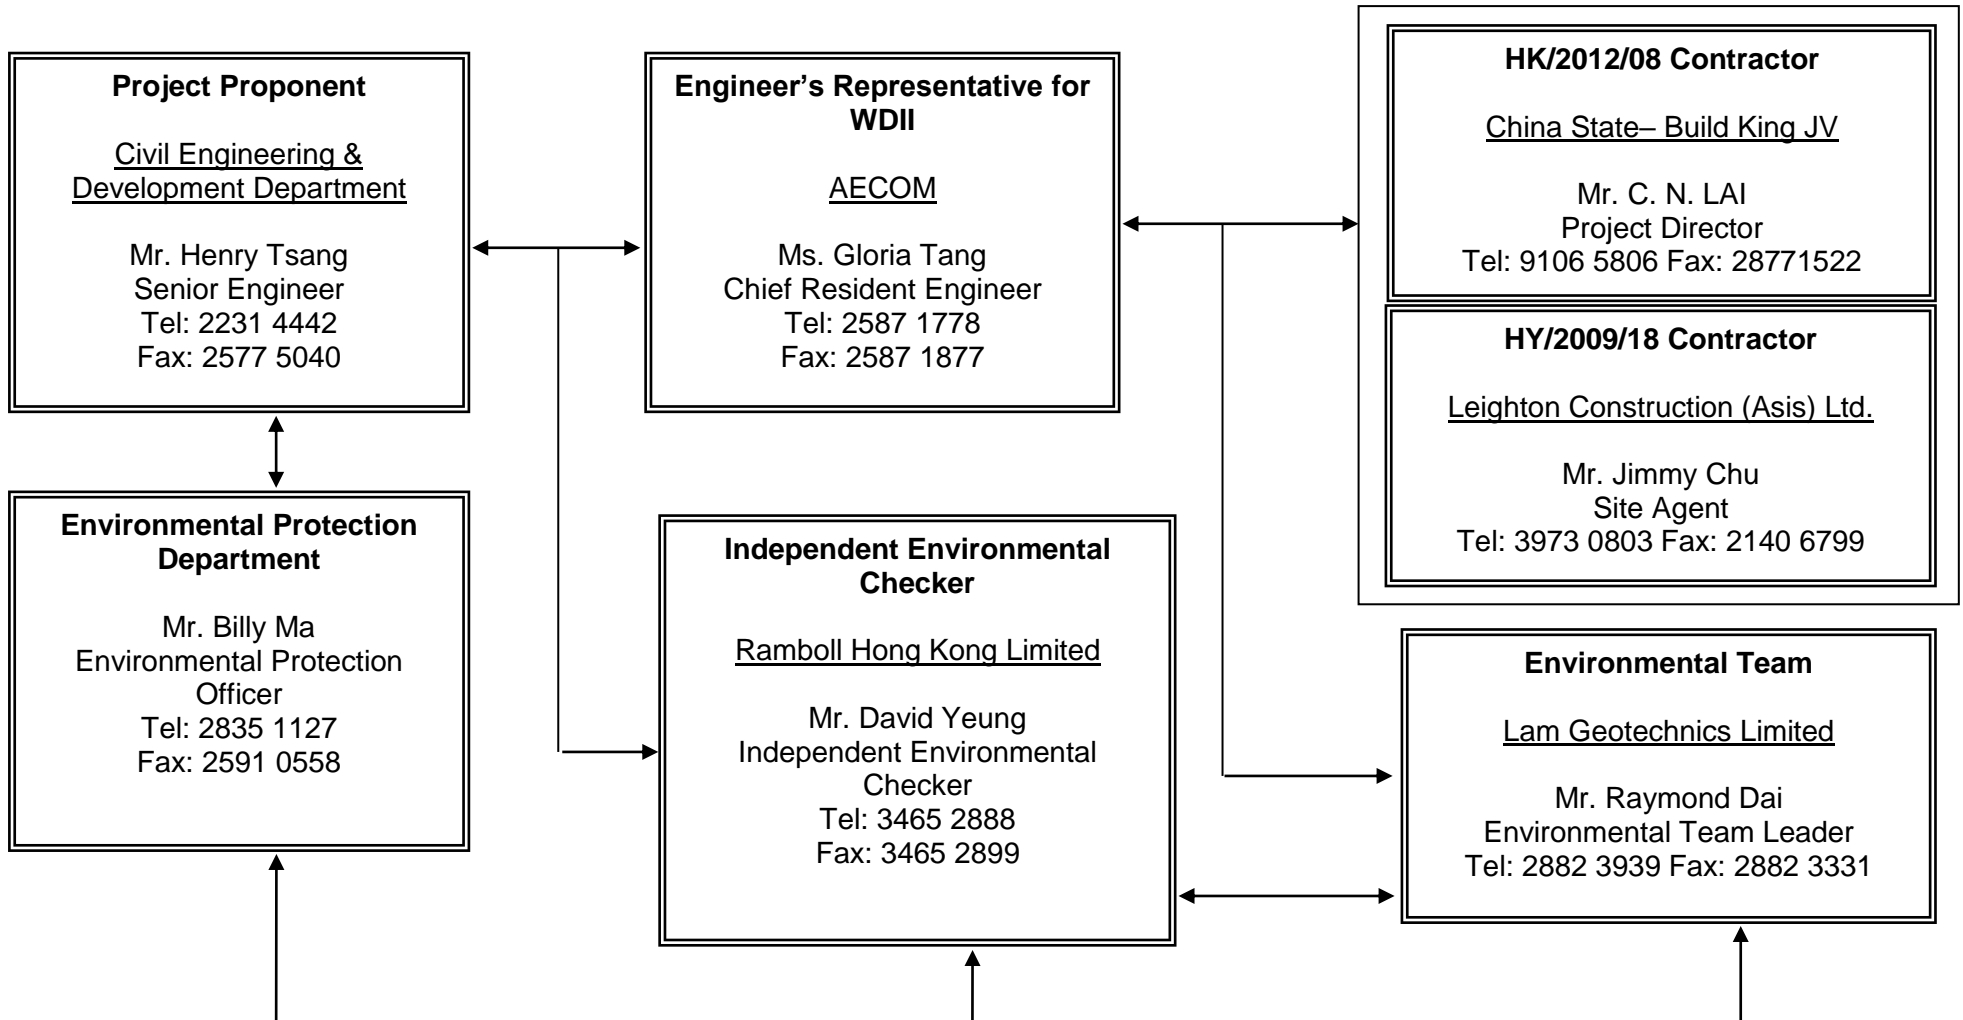 Project Proponent
Civil Engineering &
Development Department
Mr. Henry Tsang
Senior Engineer
Tel: 2231 4442
Fax: 2577 5040
Engineer’s Representative for
WDII
AECOM
Ms. Gloria Tang
Chief Resident Engineer
Tel: 2587 1778
Fax: 2587 1877
HK/2012/08 Contractor
China State– Build King JV
Mr. C. N. LAI
Project Director
Tel: 9106 5806 Fax: 28771522
HY/2009/18 Contractor
Leighton Construction (Asis) Ltd.
Mr. Jimmy Chu
Site Agent
Tel: 3973 0803 Fax: 2140 6799
Environmental Protection
Department
Mr. Billy Ma
Environmental Protection
Officer
Tel: 2835 1127
Fax: 2591 0558
Independent Environmental
Checker
Ramboll Hong Kong Limited
Mr. David Yeung
Independent Environmental
Checker
Tel: 3465 2888
Fax: 3465 2899
Environmental Team
Lam Geotechnics Limited
Mr. Raymond Dai
Environmental Team Leader
Tel: 2882 3939 Fax: 2882 3331